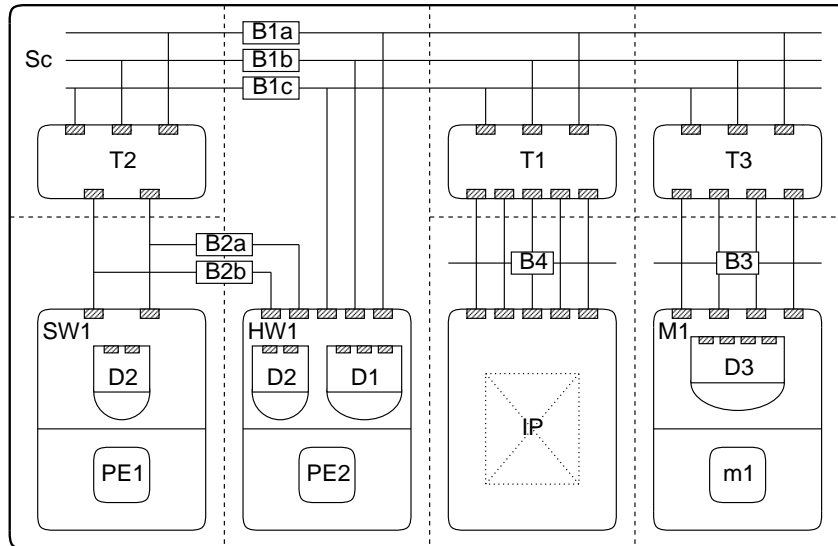 B1a
Sc
B1b
B1c
T2
T1
T3
B2a
B2b
B4
B3
SW1
HW1
M1
D2
D2
D1
D3
IP
PE1
PE2
m1